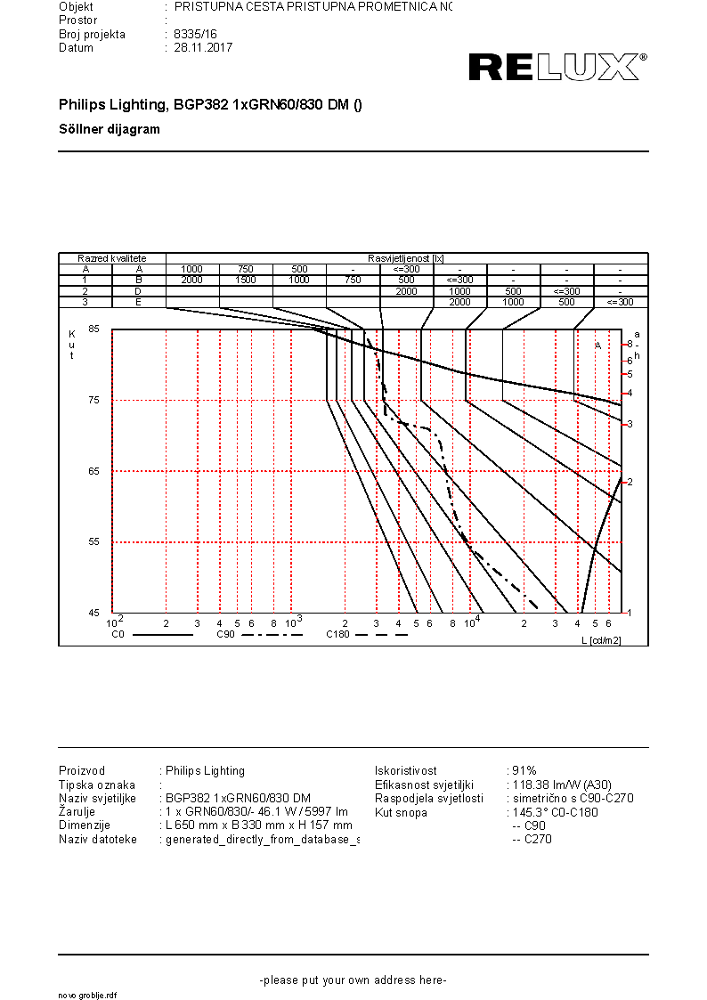 Objekt : PRISTUPNA CESTA PRISTUPNA PROMETNICA NO
Prostor :
Broj projekta : 8335/16
Datum : 28.11.2017
RELUX®
Philips Lighting, BGP382 1xGRN60/830 DM ()
Söllner dijagram
Razred kvalitete Rasvijetljenost [lx]
A A 1000 750 500 - <=300 - - - -
1 B 2000 1500 1000 750 500 <=300 - - -
2 D 2000 1000 500 <=300 -
3 E 2000 1000 500 <=300
Kut
85
75
65
55
45
a-h
A
8
6
5
4
3
2
1
10² 2 3 4 5 6 8 10³ 2 3 4 5 6 8 10⁴ 2 3 4 5 6
C0 C90 C180
L [cd/m2]
Proizvod : Philips Lighting
Tipska oznaka :
Naziv svjetiljke : BGP382 1xGRN60/830 DM
Žarulje : 1 x GRN60/830/- 46.1 W / 5997 lm
Dimenzije : L 650 mm x B 330 mm x H 157 mm
Naziv datoteke : generated_directly_from_database_s
Iskoristivost : 91%
Efikasnost svjetiljki : 118.38 lm/W (A30)
Raspodjela svjetlosti : simetrično s C90-C270
Kut snopa : 145.3° C0-C180
-- C90
-- C270
-please put your own address here-
novo groblje.rdf